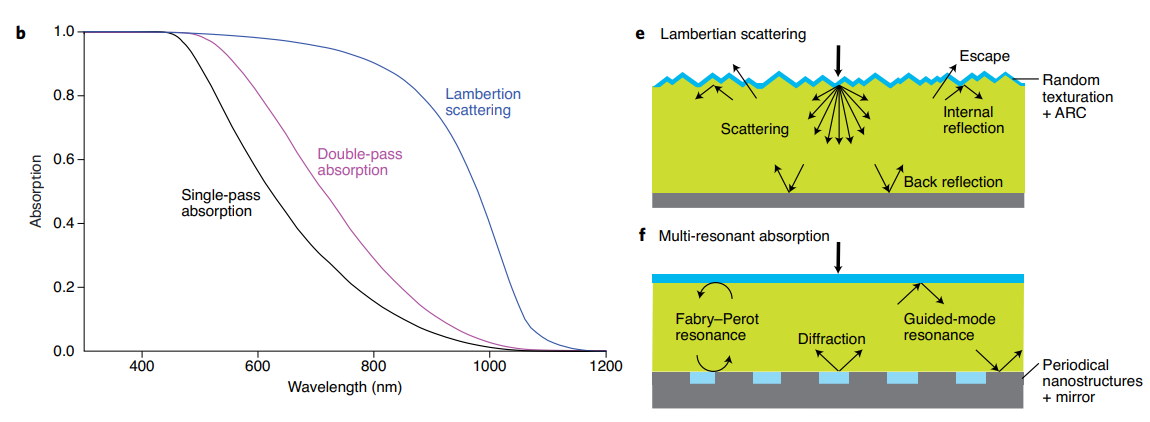 b
1.0
0.8
0.6
0.4
0.2
0.0
Absorption
400
600
800
1000
1200
Wavelength (nm)
Single-pass
absorption
Double-pass
absorption
Lambertion
scattering
e Lambertian scattering
Escape
Random
texturation
+ ARC
Scattering
Internal
reflection
Back reflection
f Multi-resonant absorption
Fabry–Perot
resonance
Diffraction
Guided-mode
resonance
Periodical
nanostructures
+ mirror